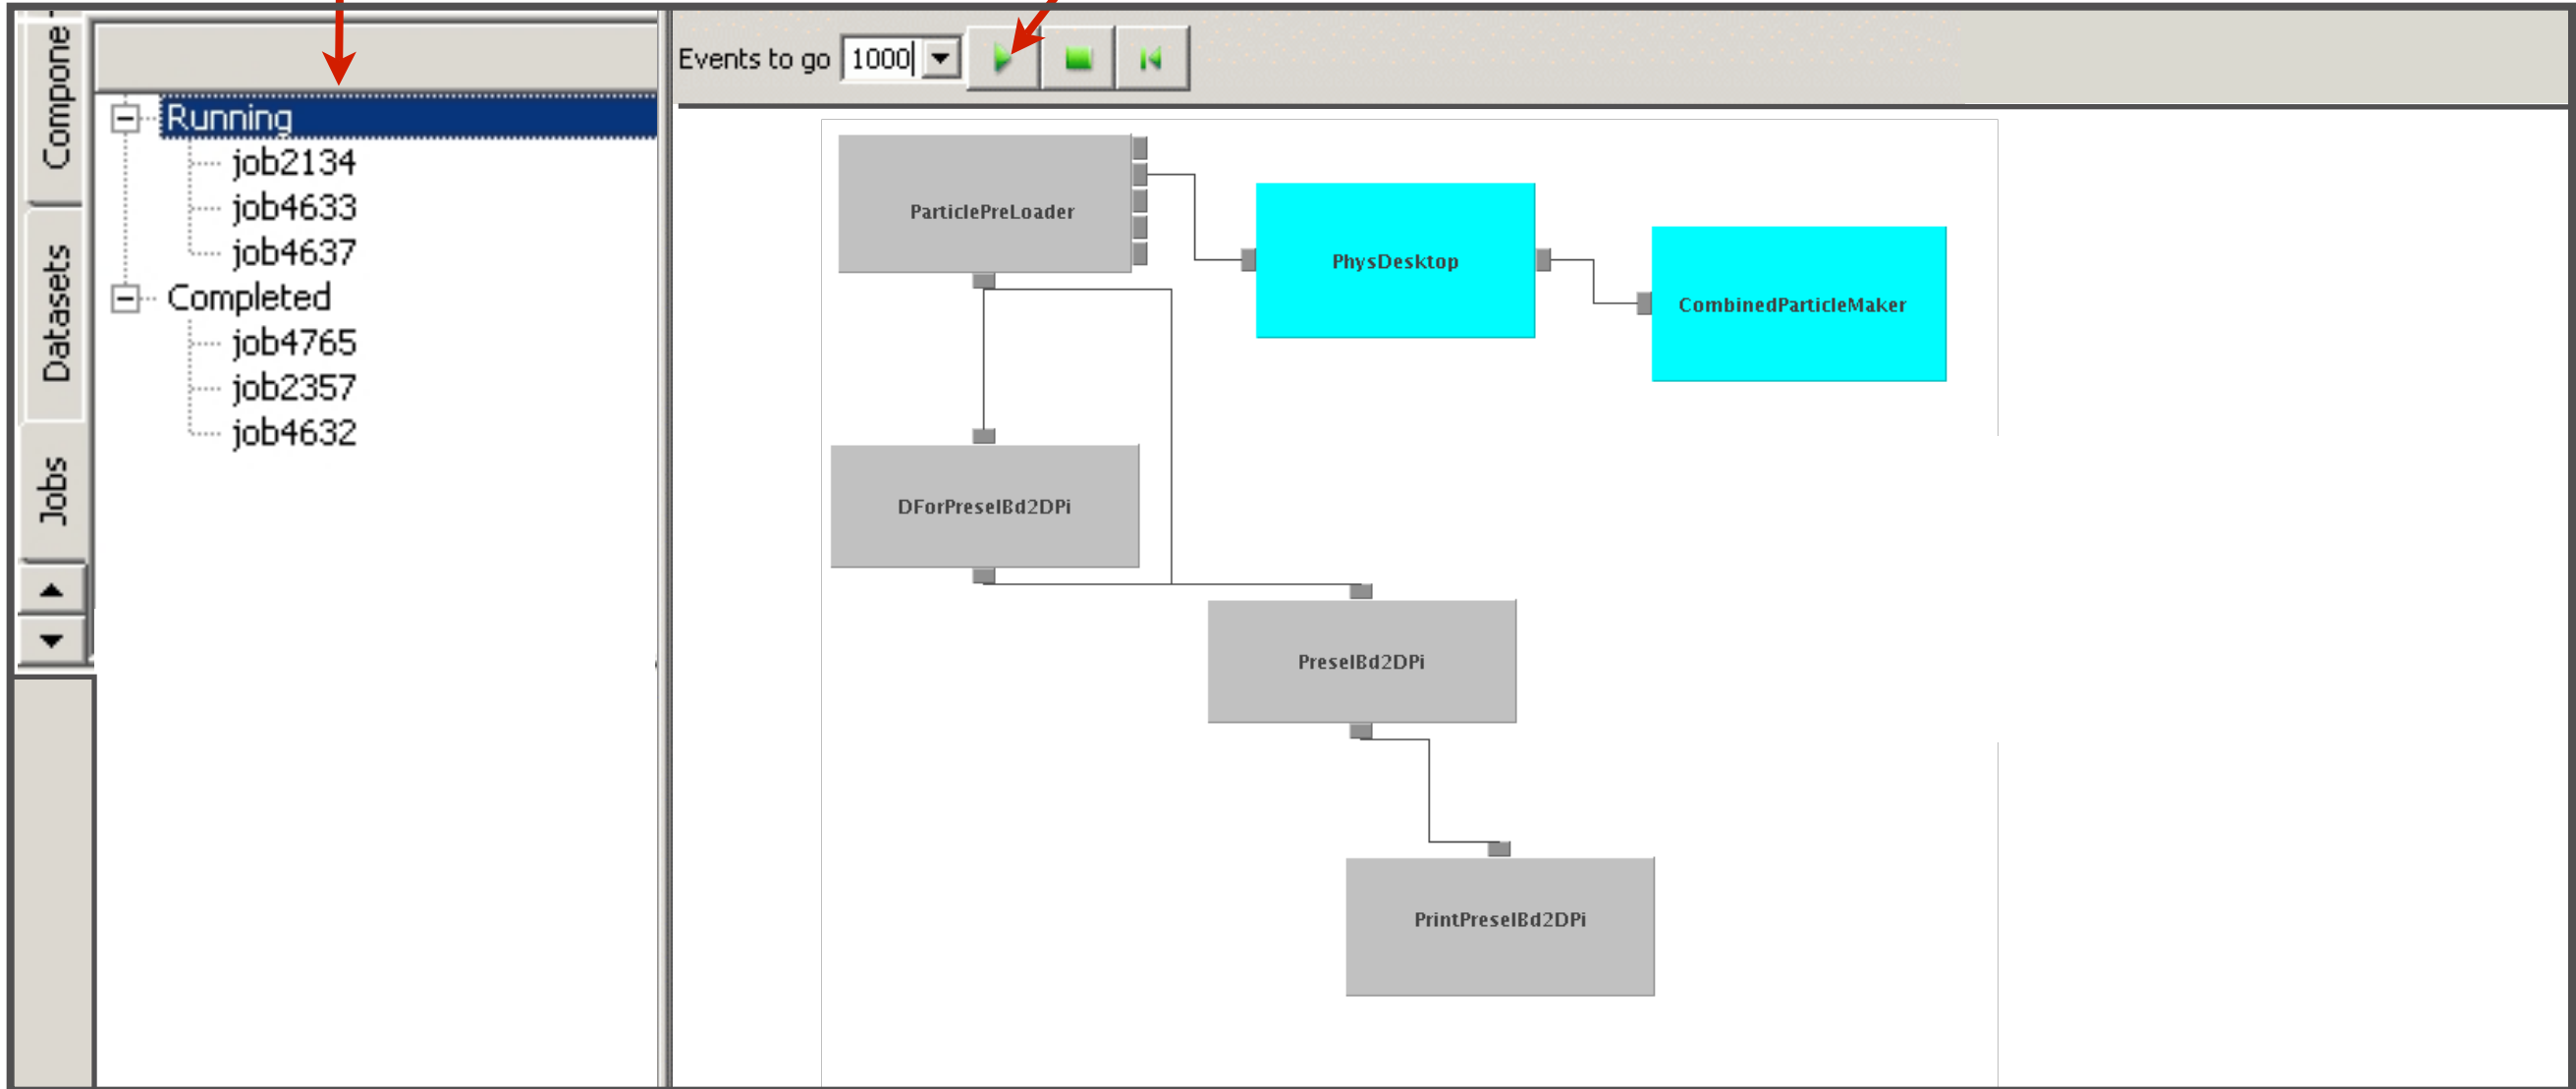 Compone
Datasets
Jobs
Running
job2134
job4633
job4637
Completed
job4765
job2357
job4632
Events to go 1000
ParticlePreLoader
PhysDesktop
CombinedParticleMaker
DForPreselBd2DPi
PreselBd2DPi
PrintPreselBd2DPi